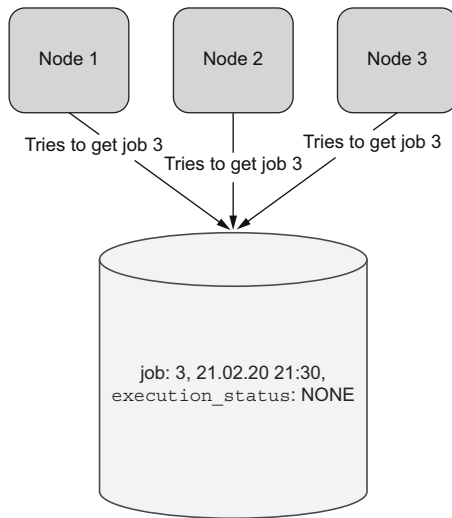 Node 1
Node 2
Node 3
Tries to get job 3
Tries to get job 3
Tries to get job 3
job: 3, 21.02.20 21:30,
execution_status: NONE